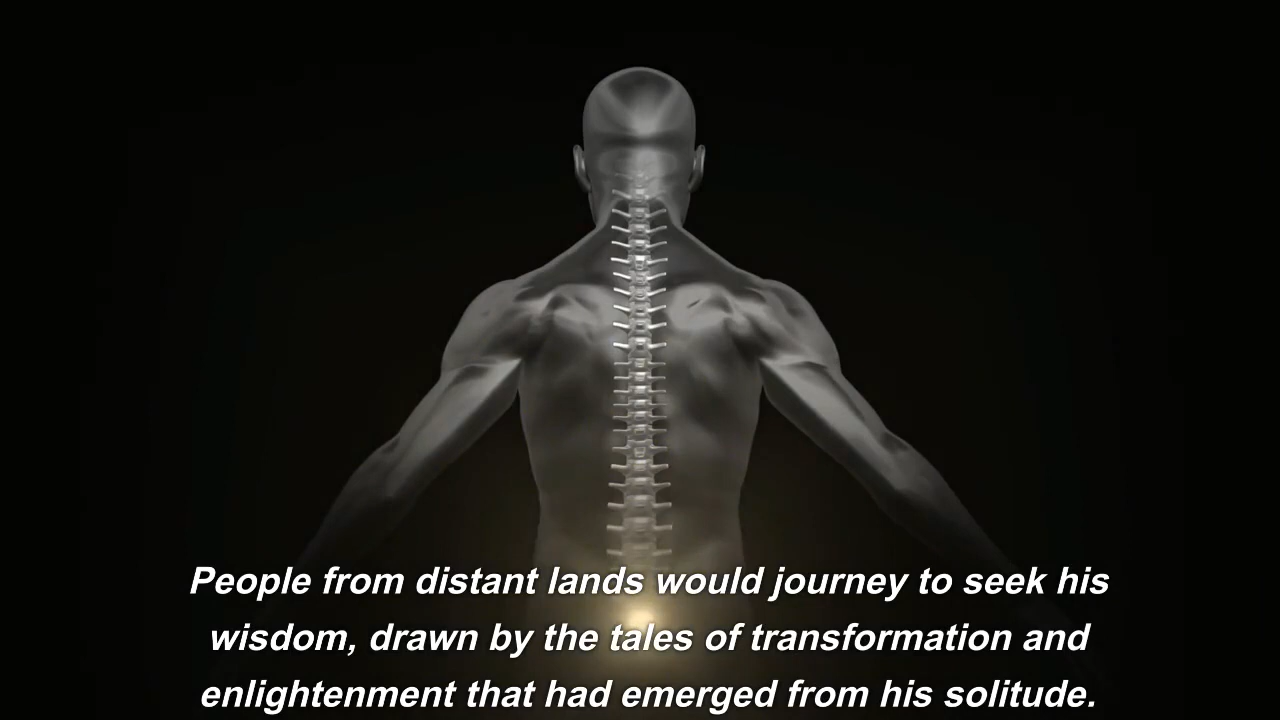 People from distant lands would journey to seek his
wisdom, drawn by the tales of transformation and
enlightenment that had emerged from his solitude.